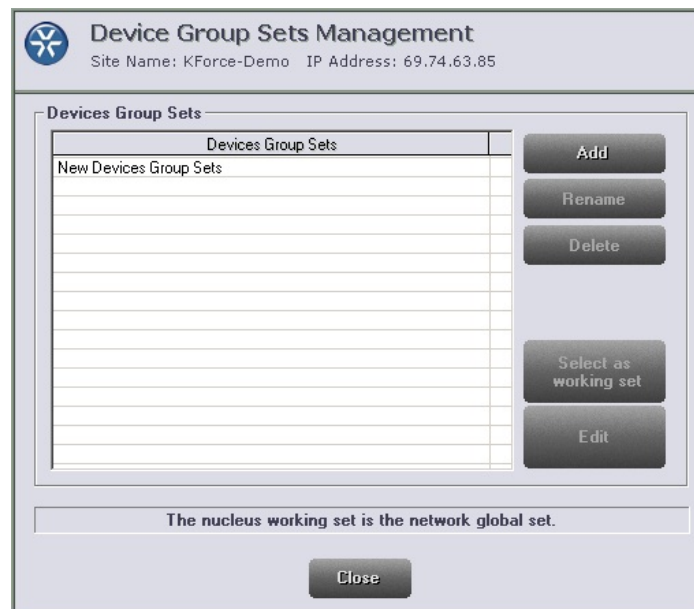 Device Group Sets Management
Site Name: KForce-Demo IP Address: 69.74.63.85
Devices Group Sets
Devices Group Sets
New Devices Group Sets
Add
Rename
Delete
Select as
working set
Edit
The nucleus working set is the network global set.
Close